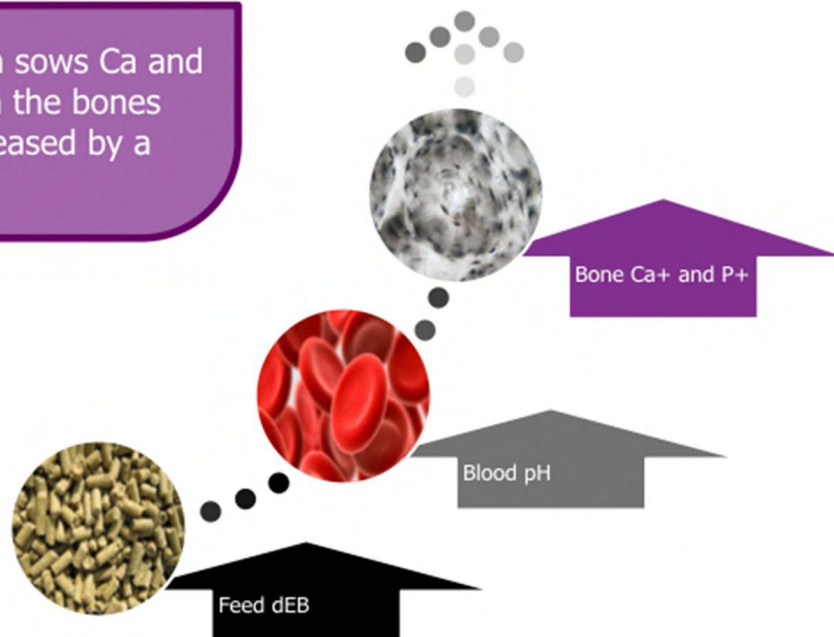 sows Ca and
the bones
eased by a
Bone Ca+ and P+
Blood pH
Feed dEB